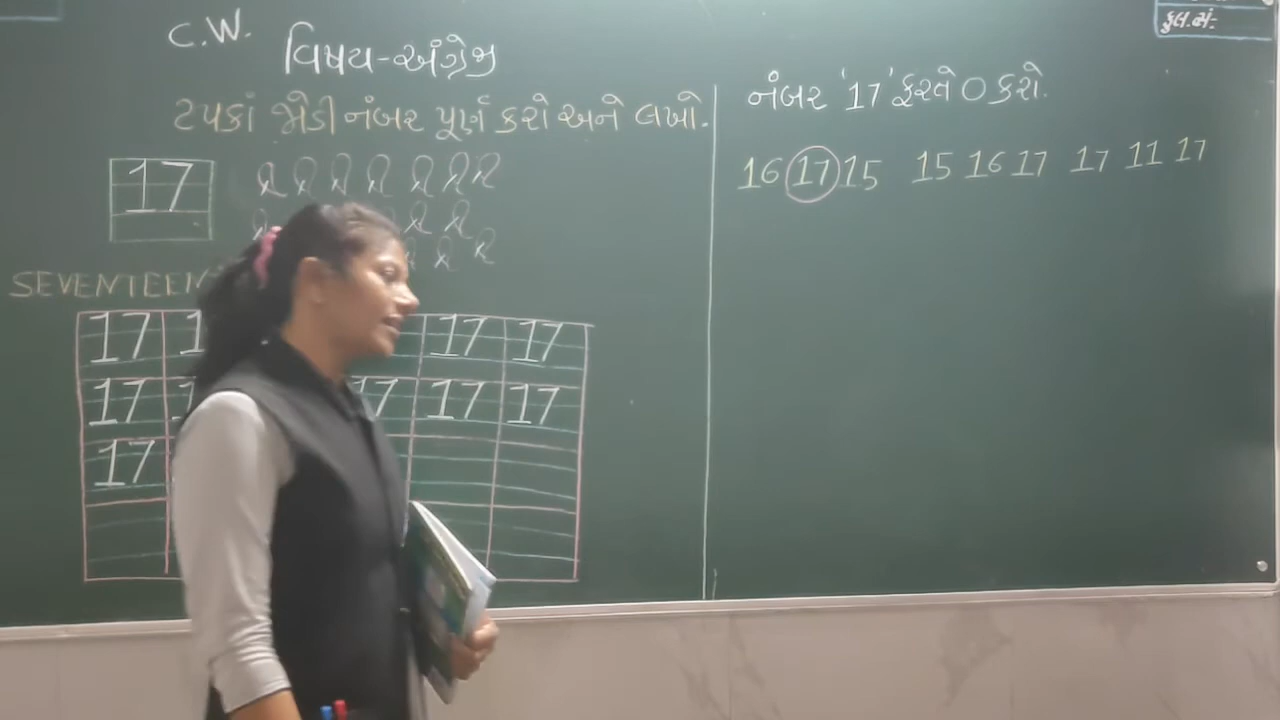 C.W.
વિષય-અંગ્રેજી
ટપકાં જોડી નંબર પૂર્ણ કરો અને લખો.
17
SEVENTEEN
17 17 17
17 17 17 17
17
કુલ.સં:-
નંબર '17' ફરતે O કરો.
16 17 15 15 16 17 17 11 17